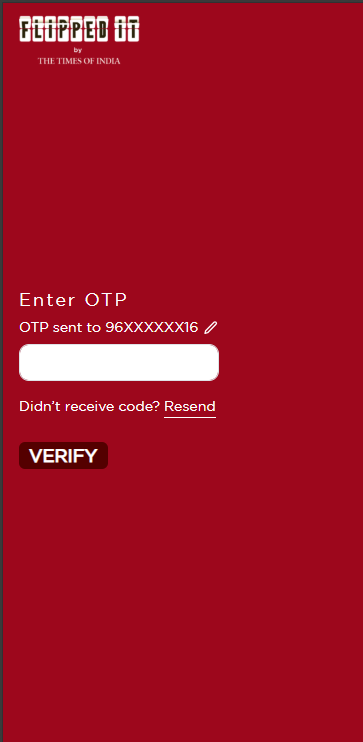 FLIPPED IT
by
THE TIMES OF INDIA
Enter OTP
OTP sent to 96XXXXXX16
Didn’t receive code? Resend
VERIFY